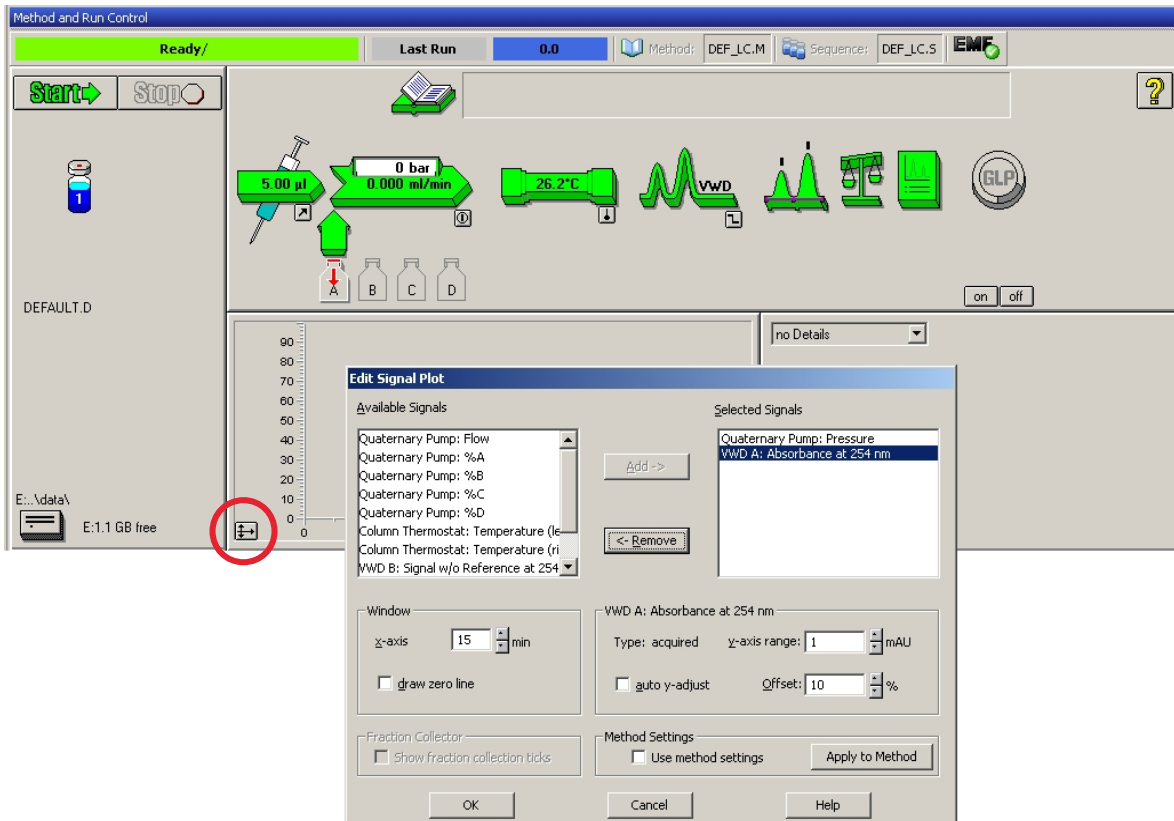 Method and Run Control
Ready/
Last Run
0.0
Method:
DEF_LC.M
Sequence:
DEF_LC.S
EMF
Start
Stop
?
1
DEFAULT.D
E:..\data\
E:1.1 GB free
5.00 µl
0 bar
0.000 ml/min
26.2°C
VWD
GLP
A
B
C
D
on
off
90
80
70
60
50
40
30
20
10
0
0
no Details
Edit Signal Plot
Available Signals
Quaternary Pump: Flow
Quaternary Pump: %A
Quaternary Pump: %B
Quaternary Pump: %C
Quaternary Pump: %D
Column Thermostat: Temperature (le
Column Thermostat: Temperature (ri
VWD B: Signal w/o Reference at 254
Add ->
<- Remove
Selected Signals
Quaternary Pump: Pressure
VWD A: Absorbance at 254 nm
Window
x-axis 15 min
draw zero line
VWD A: Absorbance at 254 nm
Type: acquired y-axis range: 1 mAU
auto y-adjust Offset: 10 %
Fraction Collector
Show fraction collection ticks
Method Settings
Use method settings
Apply to Method
OK
Cancel
Help